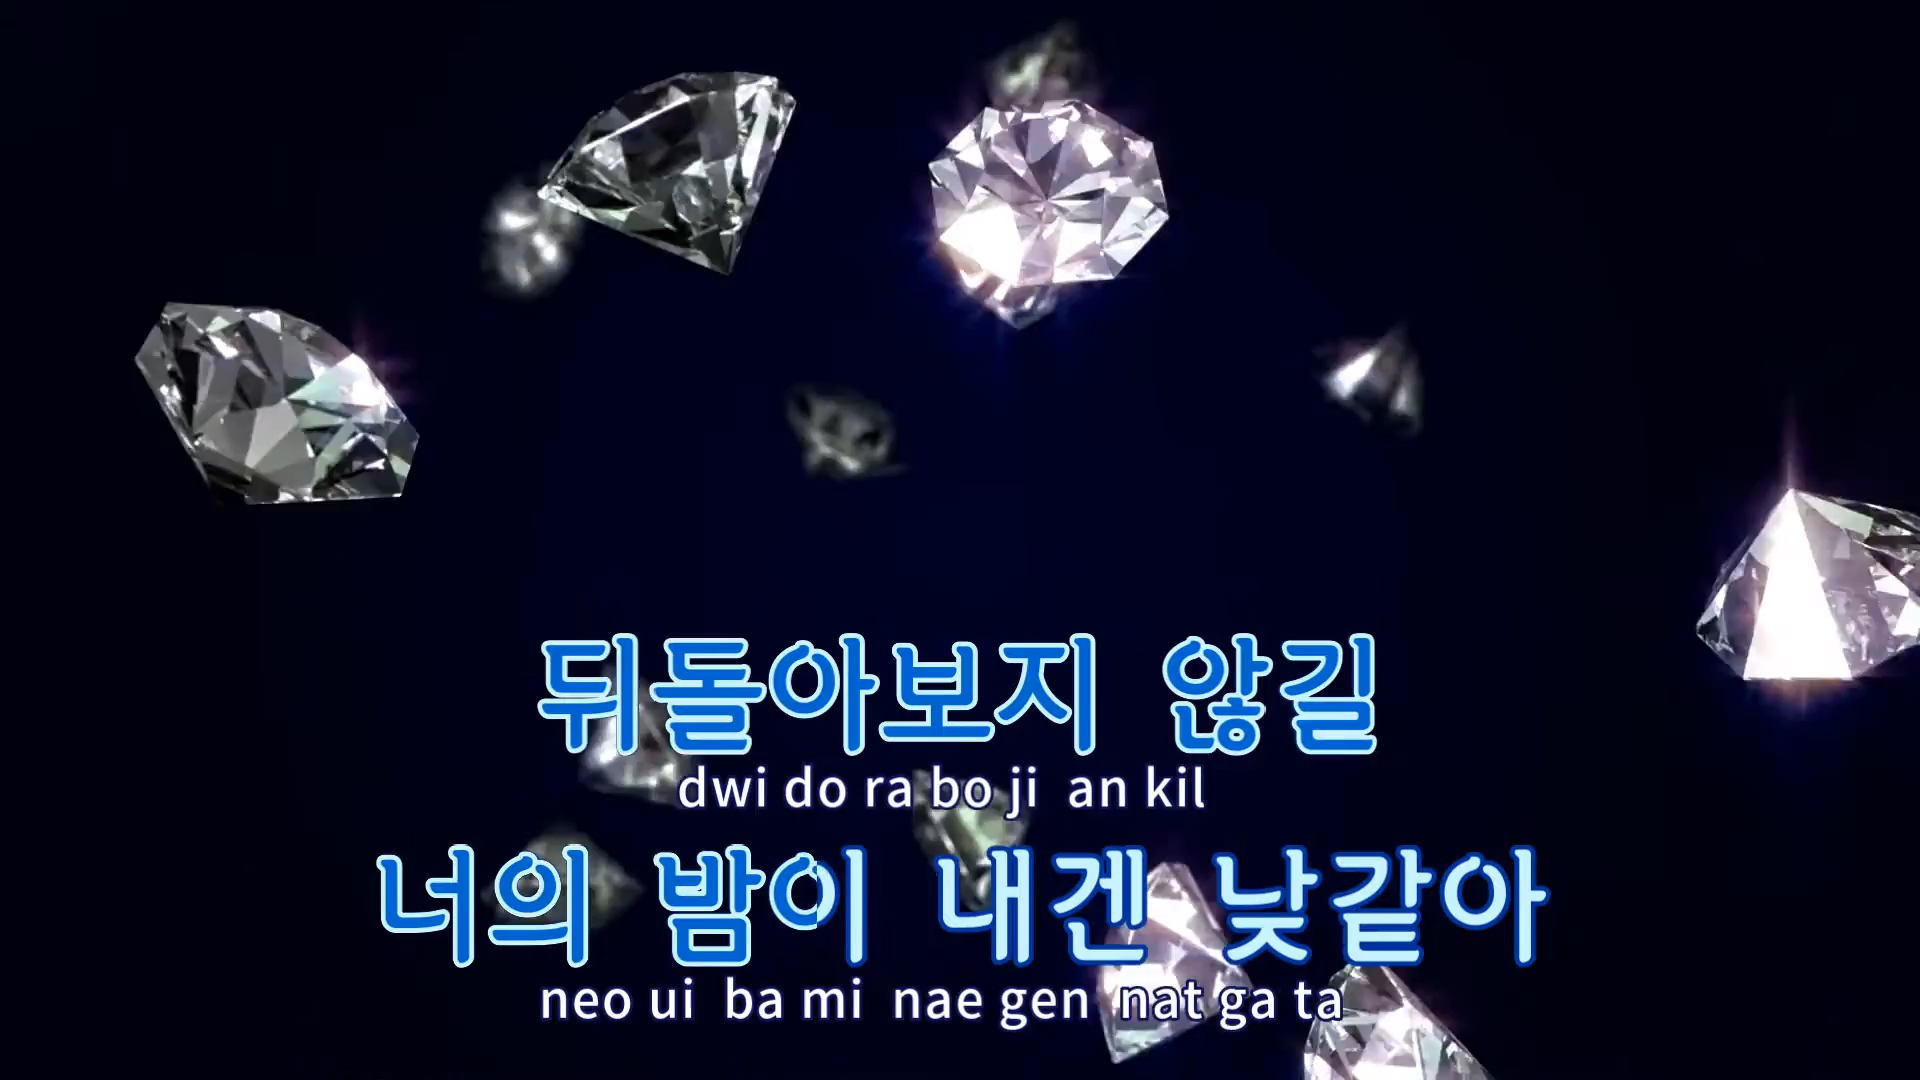 뒤돌아보지 않길
dwi do ra bo ji an kil
너의 밤이 내겐 낮같아
neo ui ba mi nae gen nat ga ta